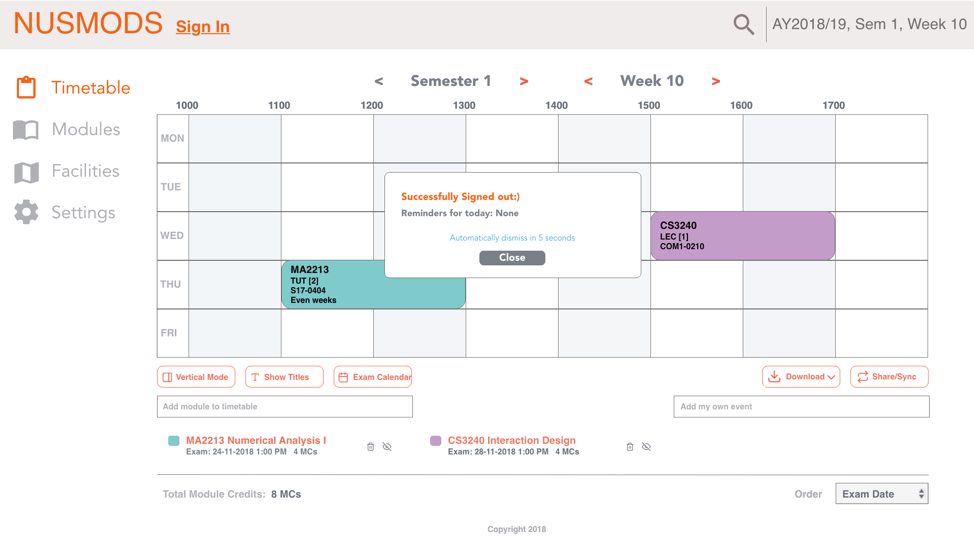 NUSMODS Sign In
AY2018/19, Sem 1, Week 10
Timetable
Modules
Facilities
Settings
< Semester 1 > < Week 10 >
1000 1100 1200 1300 1400 1500 1600 1700
MON
TUE
WED
THU
FRI
Successfully Signed out:)
Reminders for today: None
Automatically dismiss in 5 seconds
Close
CS3240
LEC [1]
COM1-0210
MA2213
TUT [2]
S17-0404
Even weeks
Vertical Mode T Show Titles Exam Calendar Download Share/Sync
Add module to timetable
Add my own event
MA2213 Numerical Analysis I
Exam: 24-11-2018 1:00 PM 4 MCs
CS3240 Interaction Design
Exam: 28-11-2018 1:00 PM 4 MCs
Total Module Credits: 8 MCs
Order Exam Date
Copyright 2018